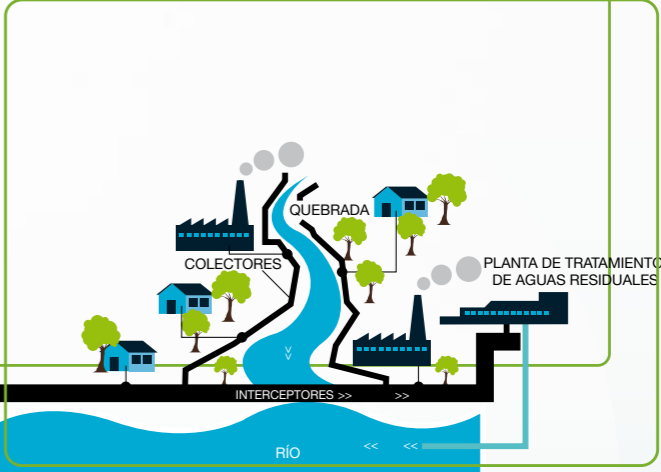 QUEBRADA
COLECTORES
PLANTA DE TRATAMIENTO
DE AGUAS RESIDUALES
INTERCEPTORES >> >>
RÍO << <<